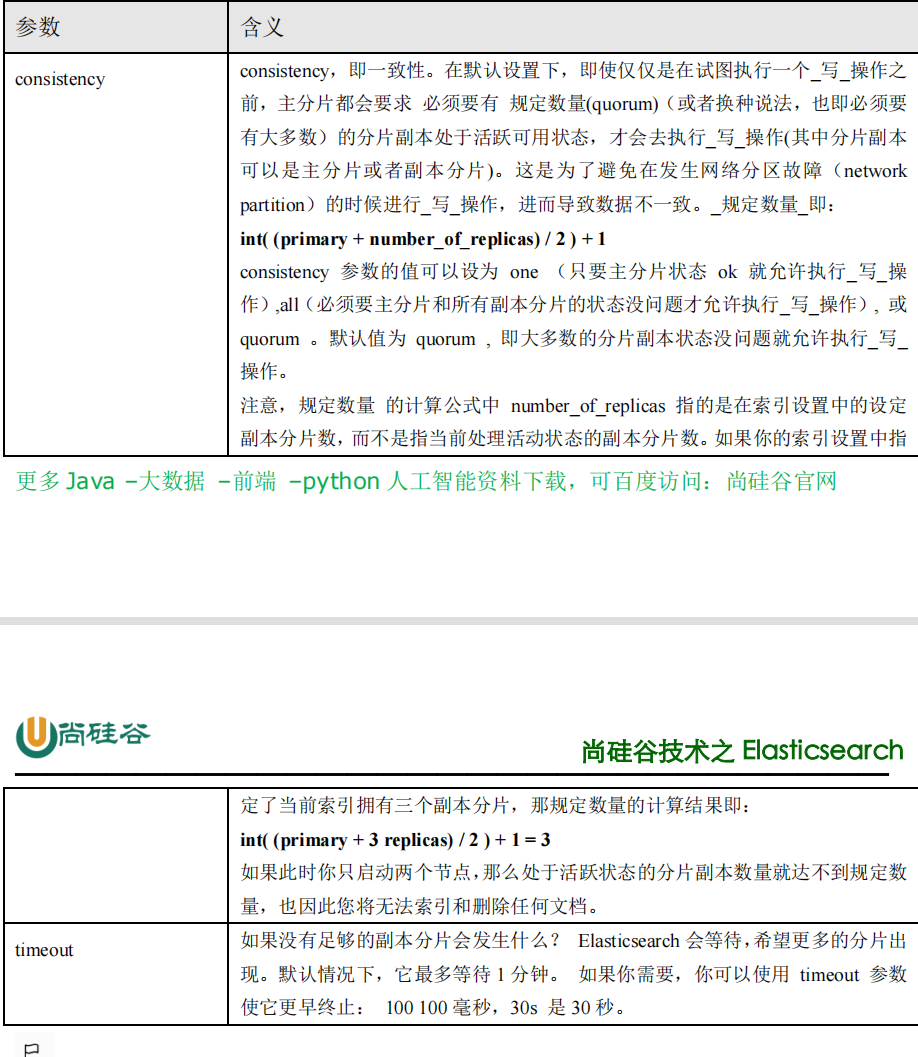 参数 含义
consistency consistency，即一致性。在默认设置下，即使仅仅是在试图执行一个_写_操作之
前，主分片都会要求 必须要有 规定数量(quorum)（或者换种说法，也即必须要
有大多数）的分片副本处于活跃可用状态，才会去执行_写_操作(其中分片副本
可以是主分片或者副本分片)。这是为了避免在发生网络分区故障（network
partition）的时候进行_写_操作，进而导致数据不一致。_规定数量_即：
int( (primary + number_of_replicas) / 2 ) + 1
consistency 参数的值可以设为 one （只要主分片状态 ok 就允许执行_写_操
作）,all（必须要主分片和所有副本分片的状态没问题才允许执行_写_操作）, 或
quorum 。默认值为 quorum , 即大多数的分片副本状态没问题就允许执行_写_
操作。
注意，规定数量 的计算公式中 number_of_replicas 指的是在索引设置中的设定
副本分片数，而不是指当前处理活动状态的副本分片数。如果你的索引设置中指
更多 Java –大数据 –前端 –python 人工智能资料下载，可百度访问：尚硅谷官网
尚硅谷
尚硅谷技术之 Elasticsearch
定了当前索引拥有三个副本分片，那规定数量的计算结果即：
int( (primary + 3 replicas) / 2 ) + 1 = 3
如果此时你只启动两个节点，那么处于活跃状态的分片副本数量就达不到规定数
量，也因此您将无法索引和删除任何文档。
timeout 如果没有足够的副本分片会发生什么？ Elasticsearch 会等待，希望更多的分片出
现。默认情况下，它最多等待 1 分钟。 如果你需要，你可以使用 timeout 参数
使它更早终止： 100 100 毫秒，30s 是 30 秒。